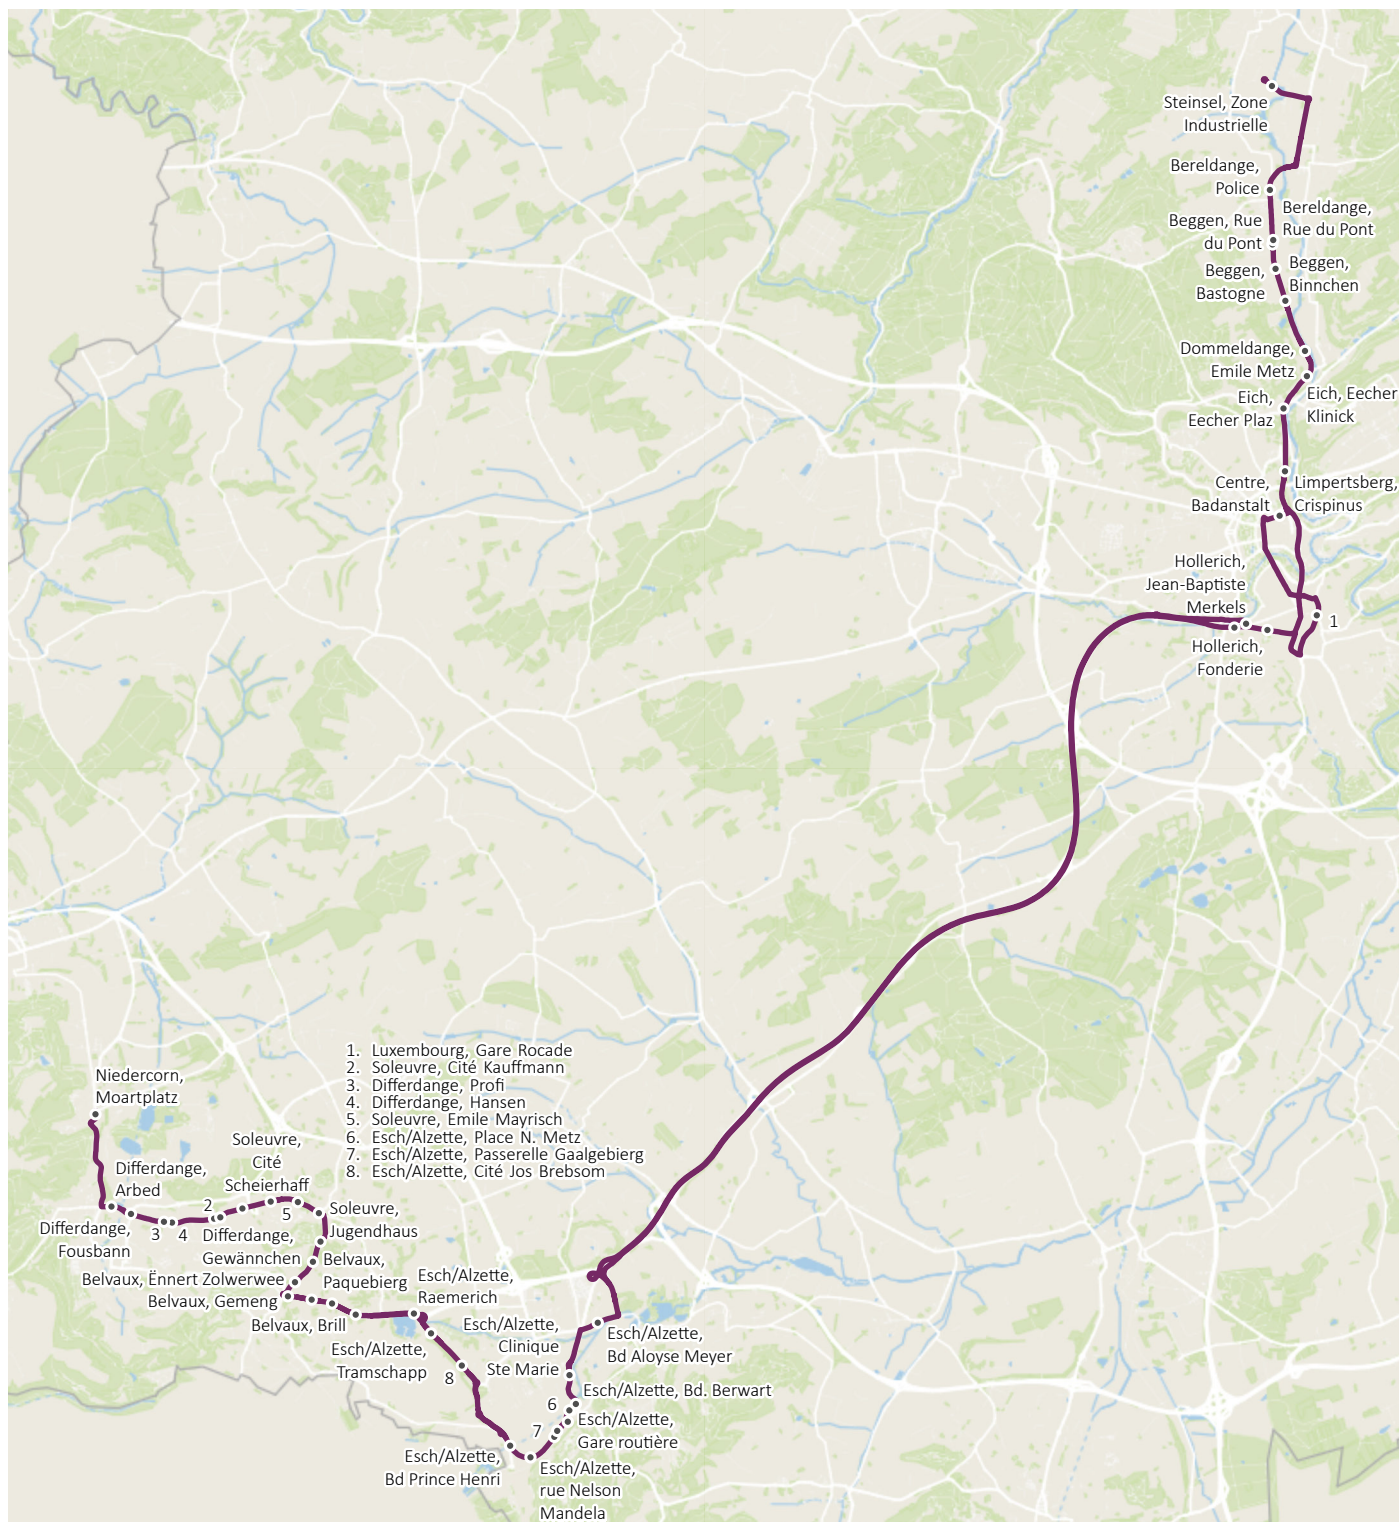 Steinsel, Zone
Industrielle
Bereldange,
Police
Bereldange,
Rue du Pont
Beggen, Rue
du Pont
Beggen,
Binnchen
Beggen,
Bastogne
Dommeldange,
Emile Metz
Eich, Eecher
Klinick
Eich,
Eecher Plaz
Centre,
Badanstalt
Limpertsberg,
Crispinus
Hollerich,
Jean-Baptiste
Merkels
1
Hollerich,
Fonderie
1. Luxembourg, Gare Rocade
2. Soleuvre, Cité Kauffmann
3. Differdange, Profi
4. Differdange, Hansen
5. Soleuvre, Emile Mayrisch
6. Esch/Alzette, Place N. Metz
7. Esch/Alzette, Passerelle Gaalgebierg
8. Esch/Alzette, Cité Jos Brebsom
Niedercorn,
Moartplatz
Soleuvre,
Cité
Scheierhaff
Differdange,
Arbed
2
5
Soleuvre,
Jugendhaus
Differdange,
Fousbann
3
4
Differdange,
Gewännchen
Belvaux,
Paquebierg
Belvaux, Ënnert Zolwerwee
Belvaux, Gemeng
Esch/Alzette,
Raemerich
Belvaux, Brill
Esch/Alzette,
Clinique
Ste Marie
Esch/Alzette,
Bd Aloyse Meyer
Esch/Alzette,
Tramschapp
8
Esch/Alzette, Bd. Berwart
6
Esch/Alzette,
Gare routière
7
Esch/Alzette,
Bd Prince Henri
Esch/Alzette,
rue Nelson
Mandela